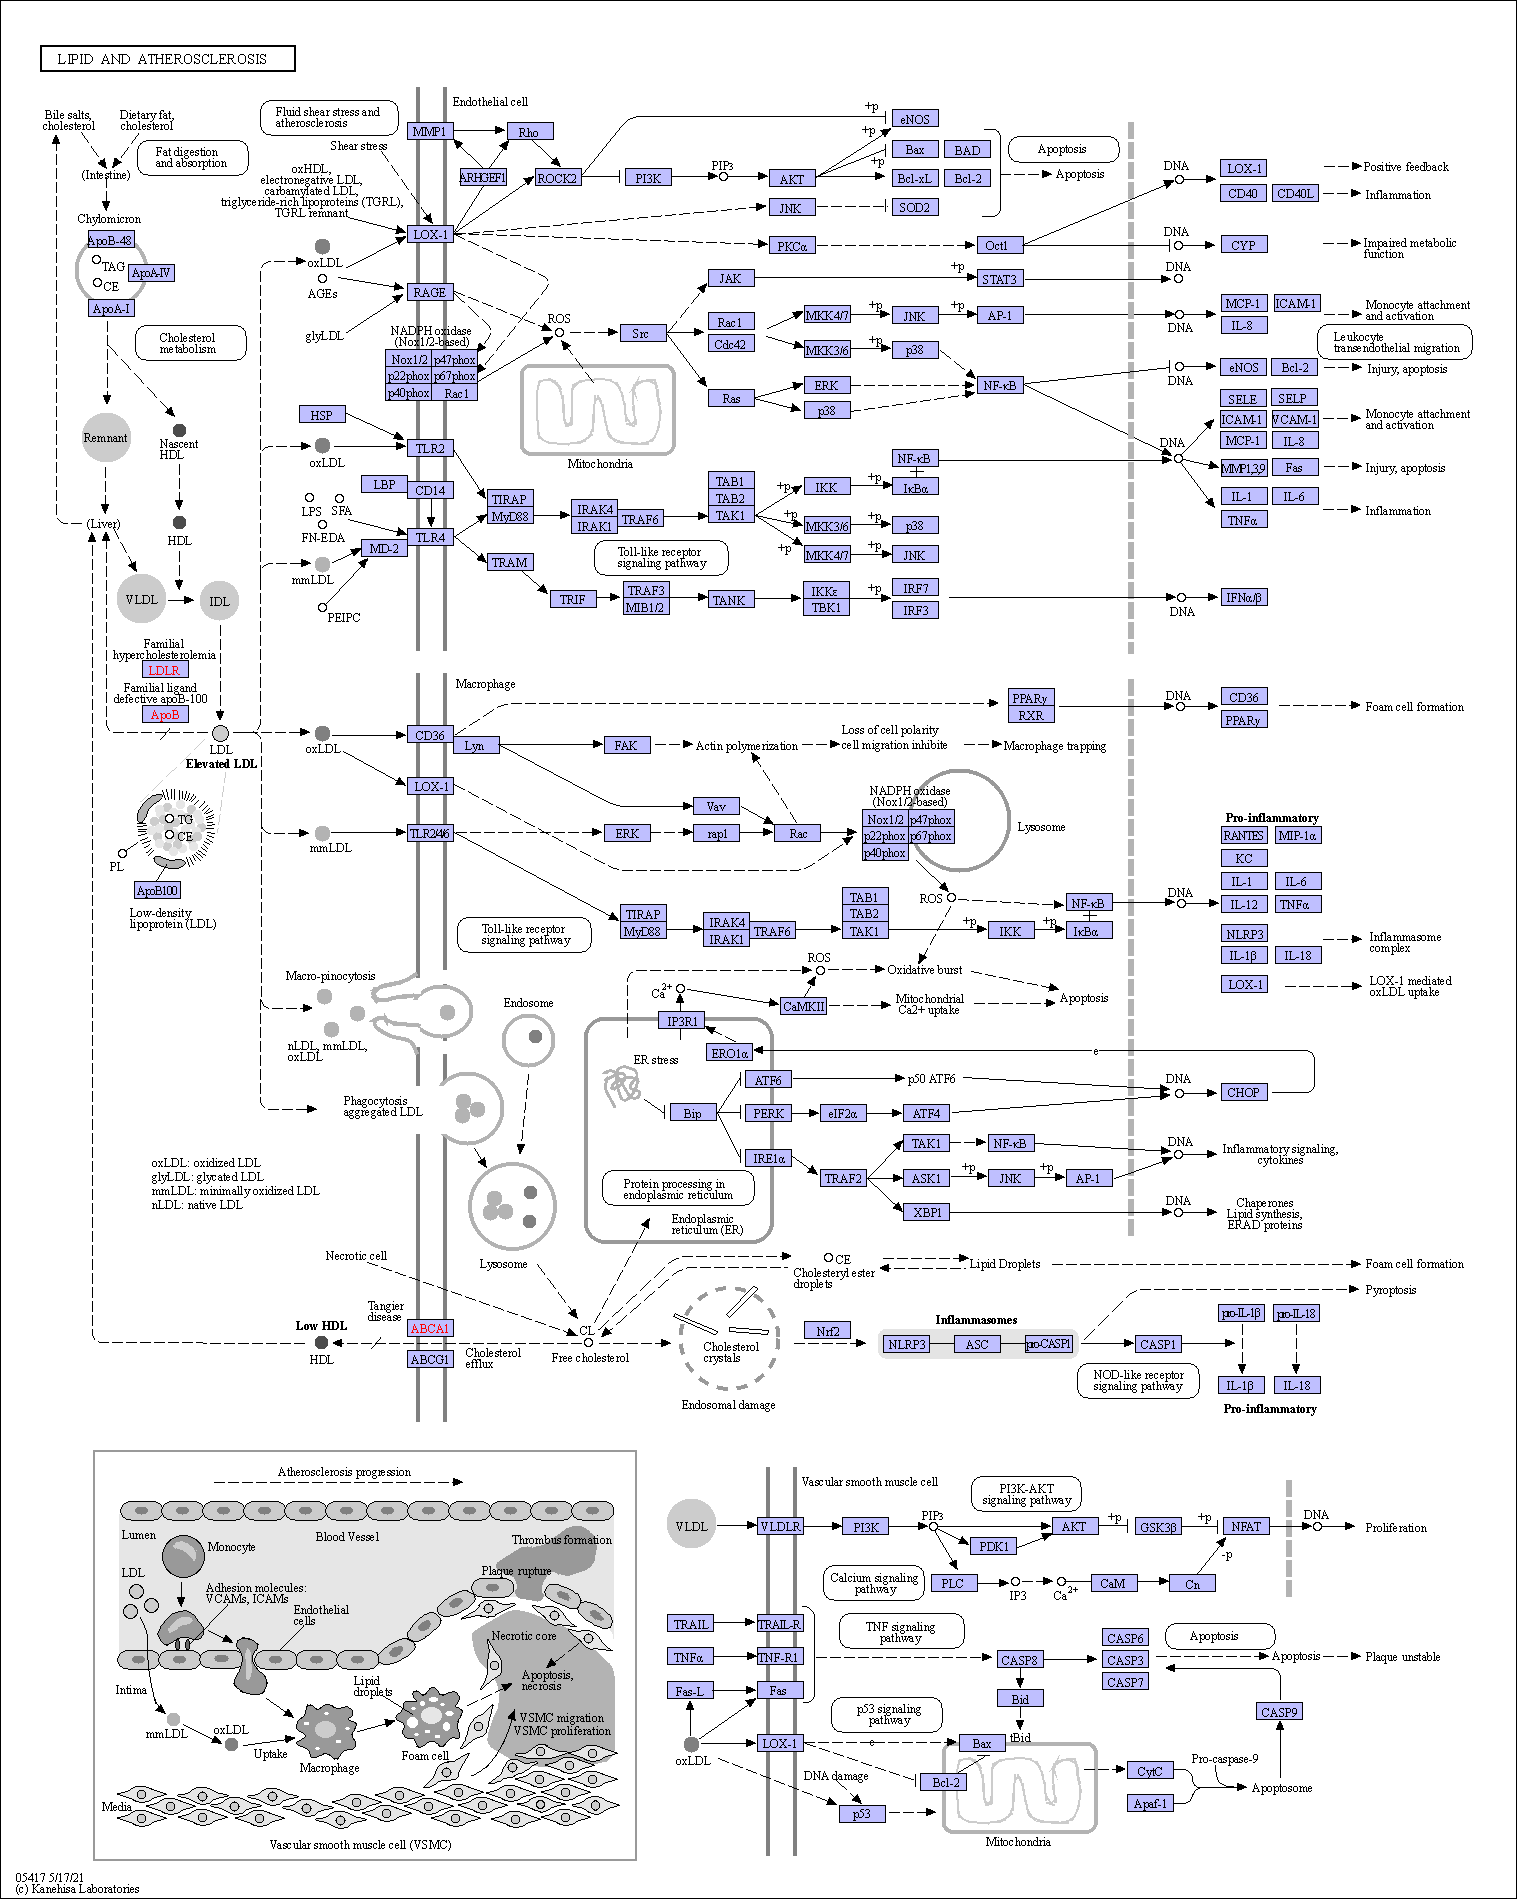 LIPID AND ATHEROSCLEROSIS
Bile salts,
cholesterol
Dietary fat,
cholesterol
Fat digestion
and absorption
(Intestine)
Chylomicron
ApoB-48
TAG
CE
ApoA-IV
ApoA-I
Cholesterol
metabolism
Remnant
Nascent
HDL
(Liver)
HDL
VLDL
IDL
Familial
hypercholesterolemia
LDLR
Familial ligand
defective apoB-100
ApoB
LDL
Elevated LDL
TG
CE
PL
ApoB100
Low-density
lipoprotein (LDL)
Fluid shear stress and
atherosclerosis
Shear stress
oxHDL,
electronegative LDL,
carbamylated LDL,
triglyceride-rich lipoproteins (TGRL),
TGRL remnant
oxLDL
AGEs
glyLDL
HSP
oxLDL
LBP
LPS
SFA
FN-EDA
MD-2
mmLDL
PEIPC
Endothelial cell
MMP1
Rho
ARHGEF1
ROCK2
LOX-1
RAGE
NADPH oxidase
(Nox1/2-based)
Nox1/2
p47phox
p22phox
p67phox
p40phox
Rac1
TLR2
CD14
TLR4
PI3K
PIP3
AKT
JNK
PKCα
+p
+p
+p
eNOS
Bax
BAD
Bcl-xL
Bcl-2
SOD2
Apoptosis
Apoptosis
Oct1
ROS
Src
Mitochondria
JAK
+p
STAT3
Rac1
Cdc42
MKK4/7
+p
JNK
+p
AP-1
MKK3/6
+p
p38
Ras
ERK
p38
NF-κB
TIRAP
MyD88
IRAK4
IRAK1
TRAF6
TAB1
TAB2
TAK1
+p
IKK
+p
NF-κB
IκBα
+p
MKK3/6
+p
p38
+p
MKK4/7
+p
JNK
Toll-like receptor
signaling pathway
TRAM
TRIF
TRAF3
MIB1/2
TANK
IKKε
TBK1
+p
IRF7
IRF3
DNA
LOX-1
Positive feedback
CD40
CD40L
Inflammation
DNA
CYP
Impaired metabolic
function
DNA
MCP-1
ICAM-1
IL-8
Monocyte attachment
and activation
DNA
Leukocyte
transendothelial migration
eNOS
Bcl-2
Injury, apoptosis
DNA
SELE
SELP
ICAM-1
VCAM-1
Monocyte attachment
and activation
MCP-1
IL-8
DNA
MMP1,3,9
Fas
Injury, apoptosis
IL-1
IL-6
Inflammation
TNFα
DNA
IFNα/β
Macrophage
oxLDL
CD36
Lyn
FAK
Actin polymerization
Loss of cell polarity
cell migration inhibite
Macrophage trapping
PPARγ
RXR
DNA
CD36
PPARγ
Foam cell formation
LOX-1
Vav
mmLDL
TLR2/4/6
ERK
rap1
Rac
NADPH oxidase
(Nox1/2-based)
Nox1/2
p47phox
p22phox
p67phox
p40phox
Lysosome
Toll-like receptor
signaling pathway
TIRAP
MyD88
IRAK4
IRAK1
TRAF6
TAB1
TAB2
TAK1
ROS
+p
IKK
+p
NF-κB
IκBα
DNA
Pro-inflammatory
RANTES
MIP-1α
KC
IL-1
IL-6
IL-12
TNFα
NLRP3
IL-1β
IL-18
Inflammasome
complex
LOX-1
LOX-1 mediated
oxLDL uptake
Macro-pinocytosis
nLDL, mmLDL,
oxLDL
Endosome
Phagocytosis
aggregated LDL
Lysosome
ROS
Oxidative burst
Ca2+
CaMKII
Mitochondrial
Ca2+ uptake
Apoptosis
IP3R1
ERO1α
e
ER stress
Bip
ATF6
p50 ATF6
PERK
eIF2α
ATF4
DNA
CHOP
IRE1α
TRAF2
TAK1
NF-κB
ASK1
+p
JNK
+p
AP-1
DNA
Inflammatory signaling,
cytokines
XBP1
DNA
Chaperones
Lipid synthesis,
ERAD proteins
Protein processing in
endoplasmic reticulum
Endoplasmic
reticulum (ER)
oxLDL: oxidized LDL
glyLDL: glycated LDL
mmLDL: minimally oxidized LDL
nLDL: native LDL
Necrotic cell
Tangier
disease
Low HDL
HDL
ABCA1
ABCG1
Cholesterol
efflux
CL
Free cholesterol
CE
Cholesteryl ester
droplets
Lipid Droplets
Foam cell formation
Cholesterol
crystals
Endosomal damage
Nrf2
Inflammasomes
NLRP3
ASC
pro-CASP1
CASP1
Pyroptosis
NOD-like receptor
signaling pathway
pro-IL-1β
pro-IL-18
IL-1β
IL-18
Pro-inflammatory
Atherosclerosis progression
Lumen
Blood Vessel
Monocyte
LDL
Adhesion molecules:
VCAMs, ICAMs
Endothelial
cells
Thrombus formation
Plaque rupture
Necrotic core
Apoptosis,
necrosis
Lipid
droplets
VSMC migration
VSMC proliferation
Intima
mmLDL
oxLDL
Uptake
Macrophage
Foam cell
Media
Vascular smooth muscle cell (VSMC)
Vascular smooth muscle cell
PI3K-AKT
signaling pathway
VLDL
VLDLR
PI3K
PIP3
AKT
+p
GSK3β
+p
NFAT
DNA
Proliferation
PDK1
-p
Calcium signaling
pathway
PLC
IP3
Ca2+
CaM
Cn
TRAIL
TRAIL-R
TNF signaling
pathway
TNFα
TNF-R1
Fas-L
Fas
CASP8
CASP6
CASP3
CASP7
Apoptosis
Apoptosis
Plaque unstable
Bid
tBid
CASP9
p53 signaling
pathway
oxLDL
LOX-1
e
Bax
Bcl-2
DNA damage
p53
Mitochondria
CytC
Apaf-1
Pro-caspase-9
Apoptosome
05417 5/17/21
(c) Kanehisa Laboratories